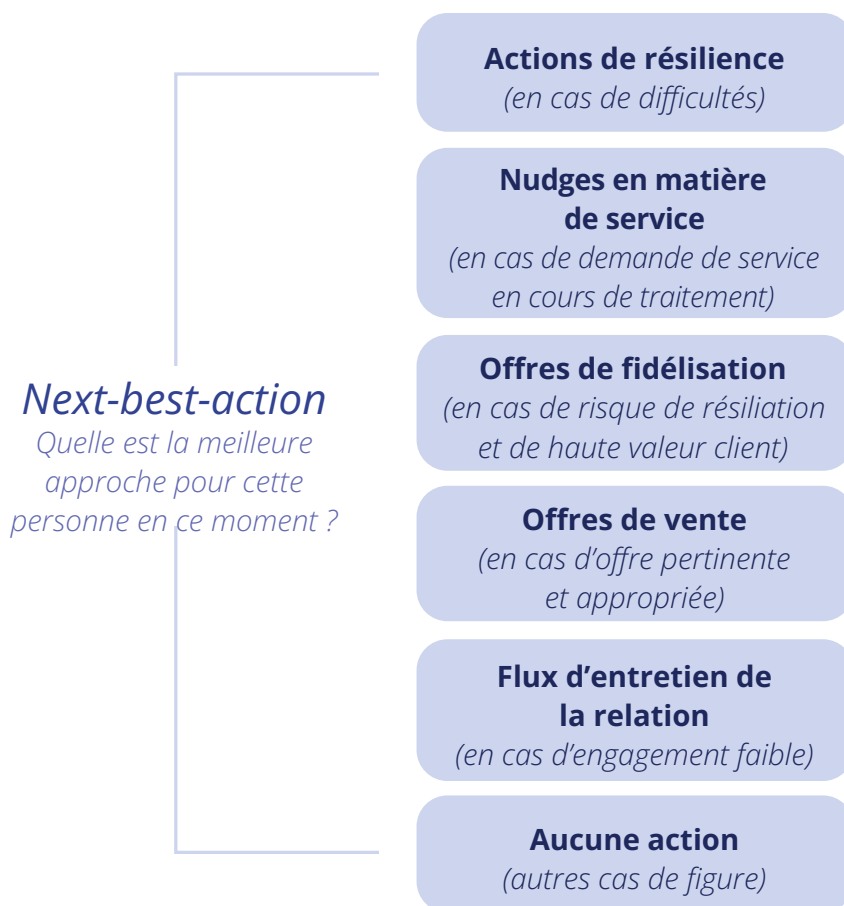 Actions de résilience
(en cas de difficultés)
Nudges en matière
de service
(en cas de demande de service
en cours de traitement)
Offres de fidélisation
(en cas de risque de résiliation
et de haute valeur client)
Next-best-action
Quelle est la meilleure
approche pour cette
personne en ce moment ?
Offres de vente
(en cas d’offre pertinente
et appropriée)
Flux d’entretien de
la relation
(en cas d’engagement faible)
Aucune action
(autres cas de figure)